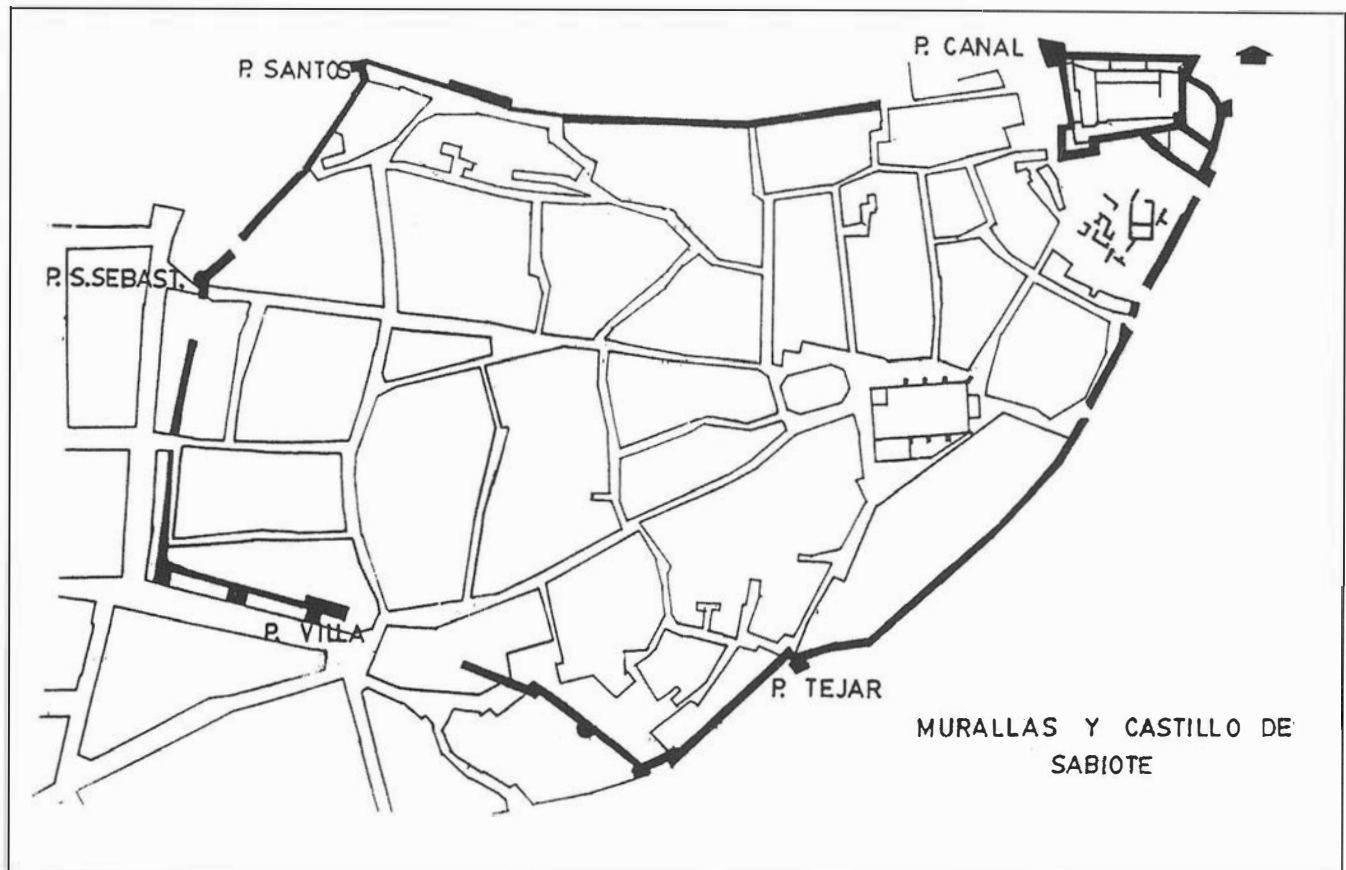 P. CANAL
P. SANTOS
P. S.SEBAST.
P. VILLA
P. TEJAR
MURALLAS Y CASTILLO DE
SABIOTE